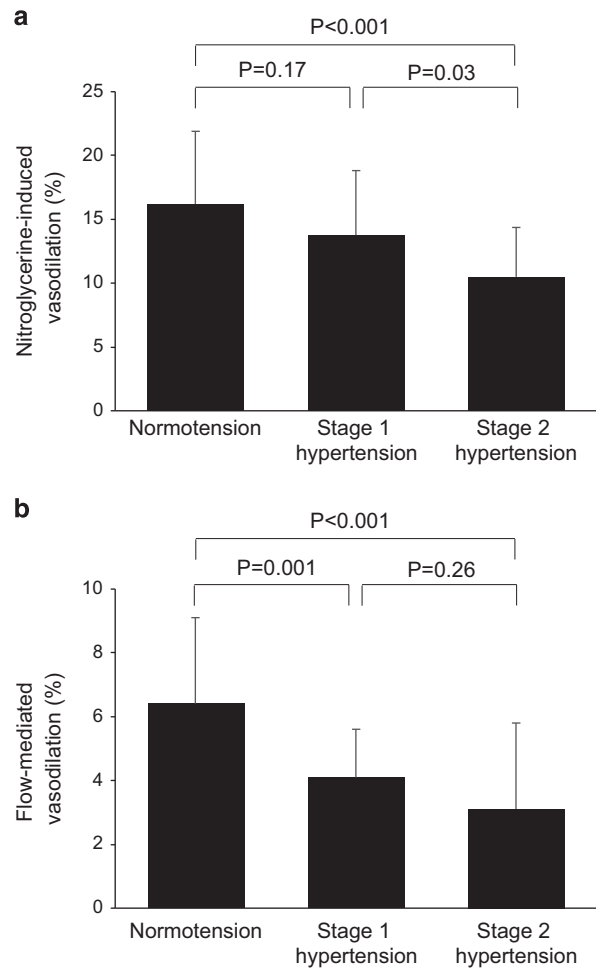 a
P<0.001
P=0.17
P=0.03
Nitroglycerine-induced
vasodilation (%)
25
20
15
10
5
0
Normotension
Stage 1
hypertension
Stage 2
hypertension
b
P<0.001
P=0.001
P=0.26
Flow-mediated
vasodilation (%)
10
8
6
4
2
0
Normotension
Stage 1
hypertension
Stage 2
hypertension